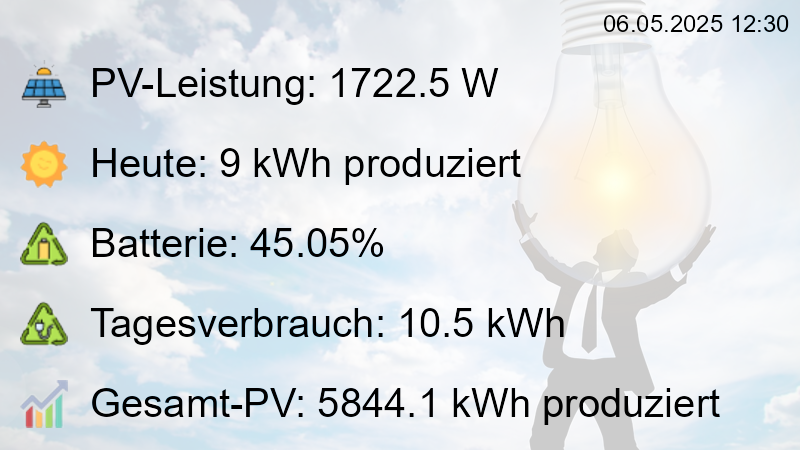 06.05.2025 12:30
PV-Leistung: 1722.5 W
Heute: 9 kWh produziert
Batterie: 45.05%
Tagesverbrauch: 10.5 kWh
Gesamt-PV: 5844.1 kWh produziert